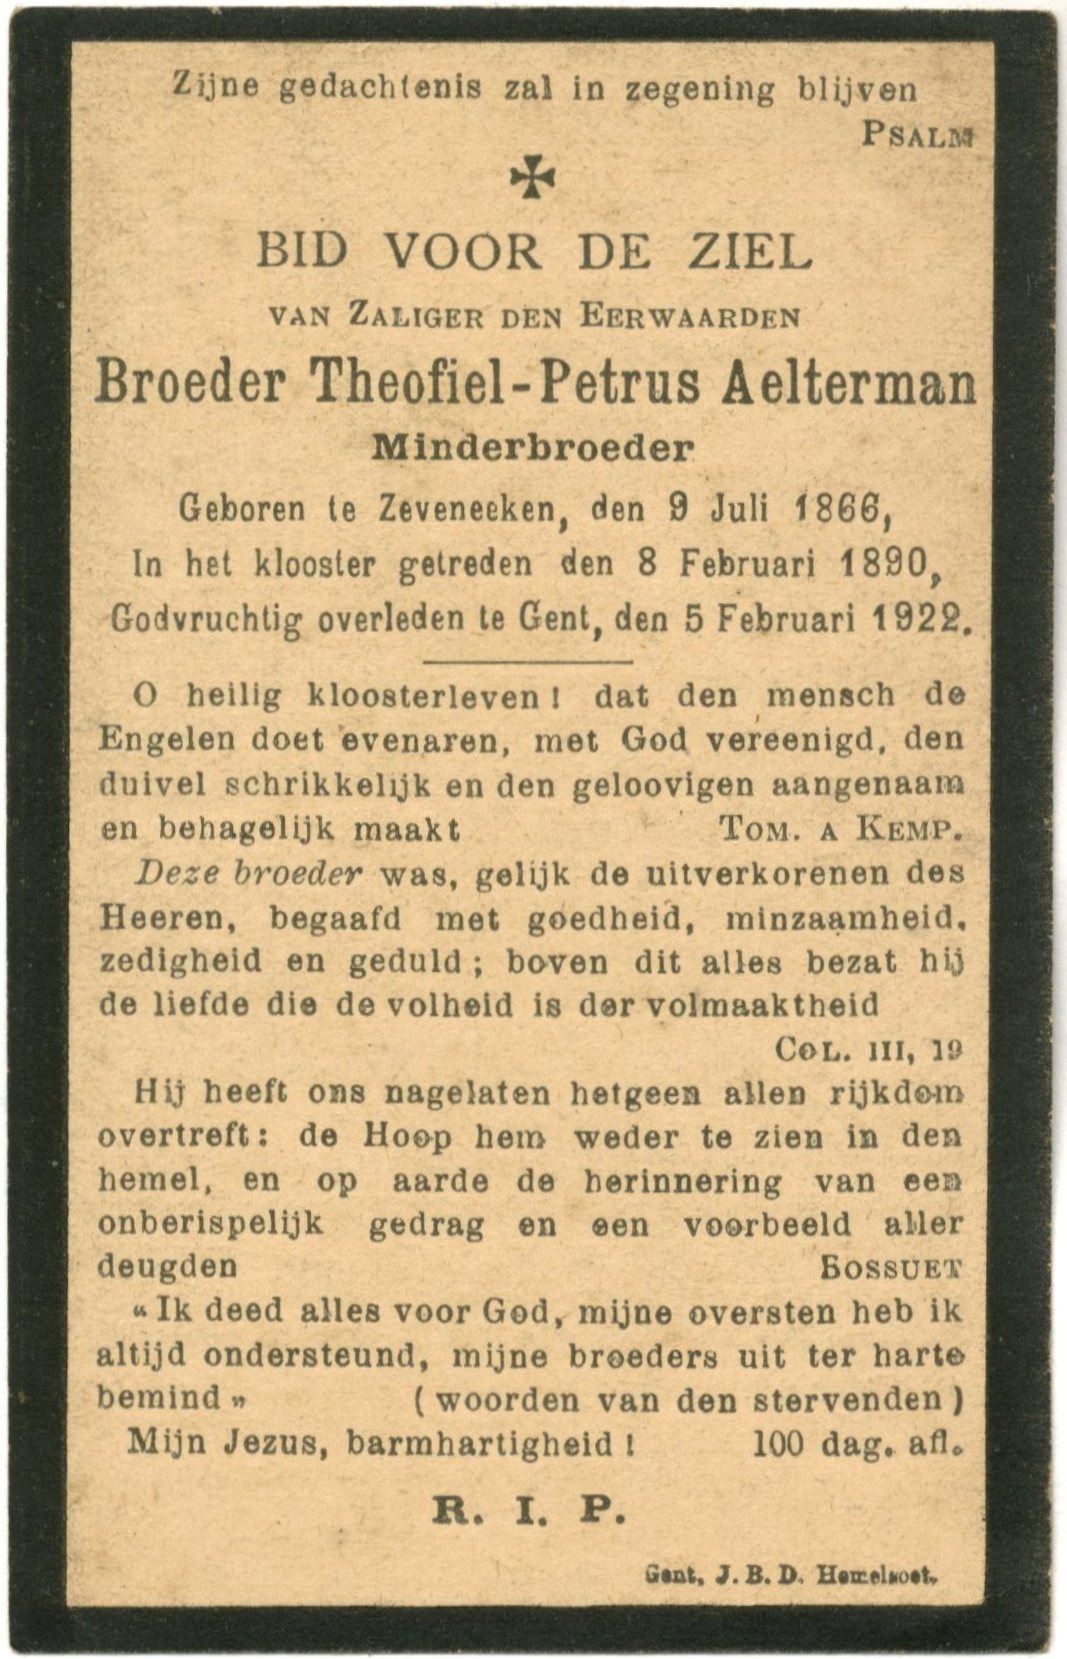 Zijne gedachtenis zal in zegening blijven
PSALM
BID VOOR DE ZIEL
VAN ZALIGER DEN EERWAARDEN
Broeder Theofiel-Petrus Aelterman
Minderbroeder
Geboren te Zeveneeken, den 9 Juli 1866,
In het klooster getreden den 8 Februari 1890,
Godvruchtig overleden te Gent, den 5 Februari 1922.
O heilig kloosterleven ! dat den mensch de
Engelen doet evenaren, met God vereenigd, den
duivel schrikkelijk en den geloovigen aangenaam
en behagelijk maakt TOM. A KEMP.
Deze broeder was, gelijk de uitverkorenen des
Heeren, begaafd met goedheid, minzaamheid,
zedigheid en geduld ; boven dit alles bezat hij
de liefde die de volheid is der volmaaktheid
COL. III, 19
Hij heeft ons nagelaten hetgeen allen rijkdom
overtreft : de Hoop hem weder te zien in den
hemel, en op aarde de herinnering van een
onberispelijk gedrag en een voorbeeld aller
deugden BOSSUET
“ Ik deed alles voor God, mijne oversten heb ik
altijd ondersteund, mijne broeders uit ter harte
bemind „ ( woorden van den stervenden )
Mijn Jezus, barmhartigheid ! 100 dag. afl.
R. I. P.
Gent, J. B. D. Hemelsoet.